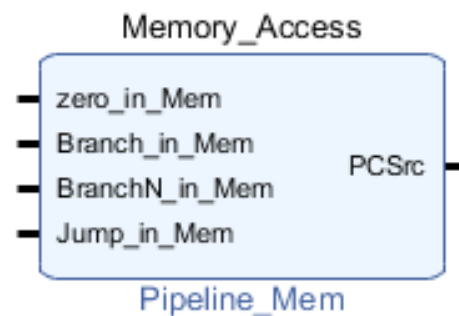 Memory_Access
zero_in_Mem
Branch_in_Mem
BranchN_in_Mem
Jump_in_Mem
PCSrc
Pipeline_Mem